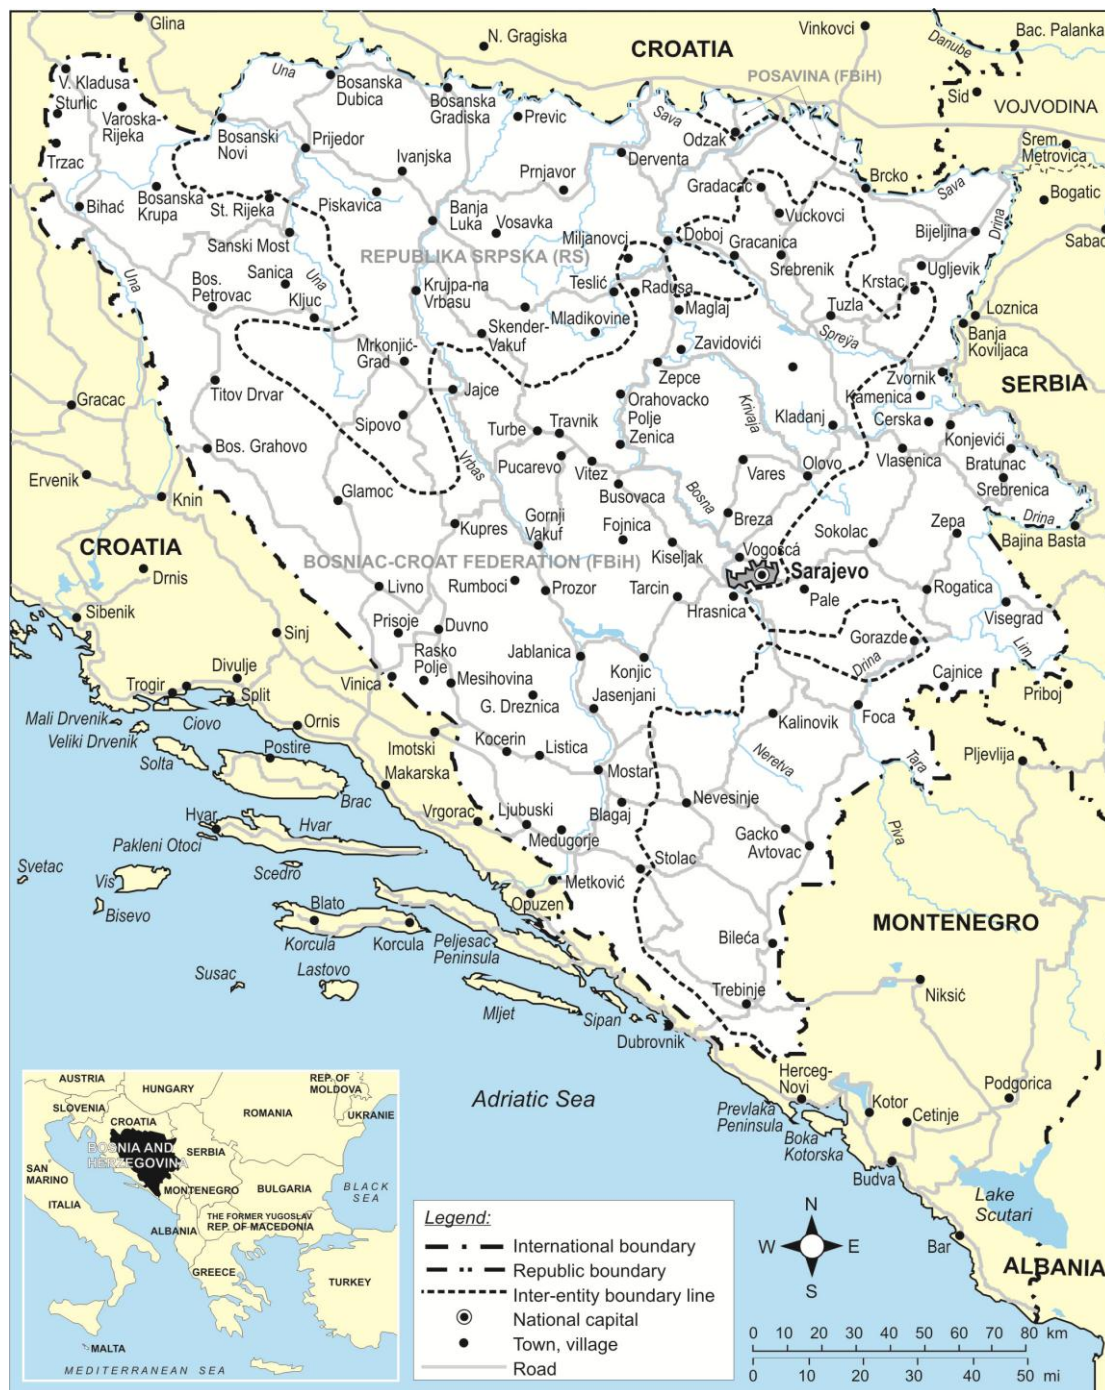 Glina
N. Gragiska
CROATIA
Vinkovci
Danube
Bac. Palanka
V. Kladusa
Una
Bosanska
Dubica
Bosanska
Gradiska
POSAVINA (FBiH)
Sid
VOJVODINA
Sturlic
Varoska-
Rijeka
Bosanski
Novi
Prijedor
Previc
Sava
Odzak
Srem.
Metrovica
Trzac
Ivanjska
Derventa
Prnjavor
Gradacac
Brcko
Sava
Drina
Bogatic
Bihać
Bosanska
Krupa
St. Rijeka
Piskavica
Banja
Luka
Vosavka
Vuckovci
Sabac
Sanski Most
Miljanovcj
Doboj
Gracanica
Bijeljina
REPUBLIKA SRPSKA (RS)
Una
Sanica
Una
Bos.
Petrovac
Kljuc
Krujpa-na
Vrbasu
Teslić
Radusa
Srebrenik
Krstac
Ugljevik
Skender-
Vakuf
Mladikovine
Maglaj
Tuzla
Loznica
Banja
Koviljaca
Mrkonjić-
Grad
Zavidovići
Spreÿa
Zvornik
SERBIA
Gracac
Titov Drvar
Jajce
Zepce
Kamenica
Sipovo
Orahovacko
Polje
Krivaja
Kladanj
Cerska
Turbe
Travnik
Zenica
Konjevići
Bos. Grahovo
Vrbas
Pucarevo
Vitez
Vares
Olovo
Vlasenica
Bratunac
Ervenik
Busovaca
Srebrenica
Knin
Glamoc
Bosna
Kupres
Gornji
Vakuf
Fojnica
Breza
Sokolac
Zepa
Drina
CROATIA
Kiseljak
Vogoscá
Bajina Basta
BOSNIAC-CROAT FEDERATION (FBiH)
Sarajevo
Drnis
Livno
Rumboci
Prozor
Tarcin
Hrasnica
Pale
Rogatica
Visegrad
Sibenik
Prisoje
Duvno
Sinj
Gorazde
Lim
Rasko
Polje
Jablanica
Konjic
Drina
Divulje
Vinica
Mesihovina
Jasenjani
Cajnice
Priboj
Trogir
Split
G. Dreznica
Kalinovik
Foca
Mali Drvenik
Ciovo
Veliki Drvenik
Ornis
Imotski
Kocerin
Listica
Neretva
Tara
Pljevlija
Solta
Postire
Mostar
Makarska
Brac
Nevesinje
Hvar
Hvar
Vrgorac
Ljubuski
Blagaj
Gacko
Piva
Pakleni Otoci
Medugorje
Avtovac
Svetac
Scedro
Stolac
Vis
Metković
Bisevo
Blato
Opuzen
MONTENEGRO
Korcula
Korcula
Peljesac
Peninsula
Bileća
Susac
Lastovo
Niksić
Mljet
Sipan
Trebinje
Dubrovnik
Herceg-
Novi
Podgorica
Adriatic Sea
Prevlaka
Peninsula
Kotor
Cetinje
Boka
Kotorska
Budva
Lake
Scutari
Bar
ALBANIA
AUSTRIA
HUNGARY
REP. OF
MOLDOVA
SLOVENIA
ROMANIA
UKRANIE
CROATIA
BOSNIA AND
HERZEGOVINA
SERBIA
SAN
MARINO
MONTENEGRO
BULGARIA
BLACK
SEA
ITALIA
THE FORMER YUGOSLAV
REP. OF MACEDONIA
ALBANIA
GREECE
TURKEY
MALTA
MEDITERRANEAN SEA
Legend:
International boundary
Republic boundary
Inter-entity boundary line
National capital
Town, village
Road
N
W E
S
0 10 20 30 40 60 80 km
0 10 20 30 40 50 mi